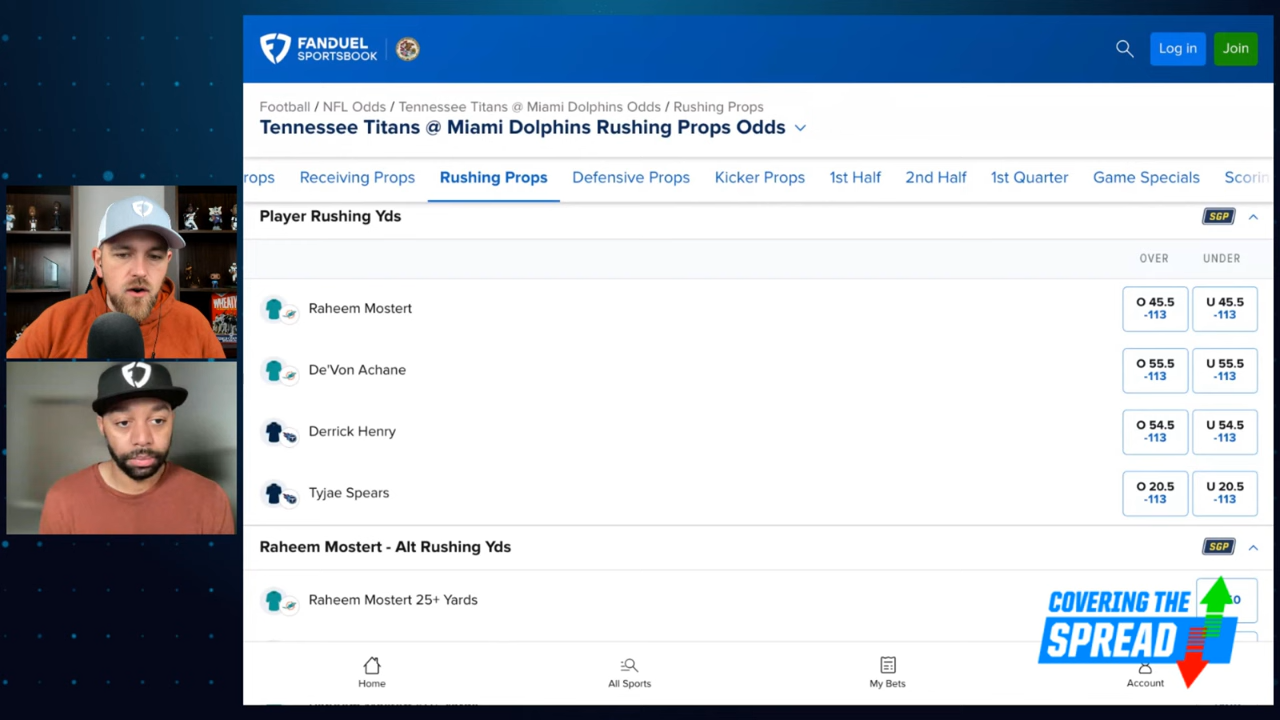 FANDUEL
SPORTSBOOK
Log in
Join
Football / NFL Odds / Tennessee Titans @ Miami Dolphins Odds / Rushing Props
Tennessee Titans @ Miami Dolphins Rushing Props Odds
rops
Receiving Props
Rushing Props
Defensive Props
Kicker Props
1st Half
2nd Half
1st Quarter
Game Specials
Scorin
Player Rushing Yds
SGP
OVER
UNDER
Raheem Mostert
O 45.5
-113
U 45.5
-113
De'Von Achane
O 55.5
-113
U 55.5
-113
Derrick Henry
O 54.5
-113
U 54.5
-113
Tyjae Spears
O 20.5
-113
U 20.5
-113
Raheem Mostert - Alt Rushing Yds
SGP
Raheem Mostert 25+ Yards
COVERING THE
SPREAD
Home
All Sports
My Bets
Account